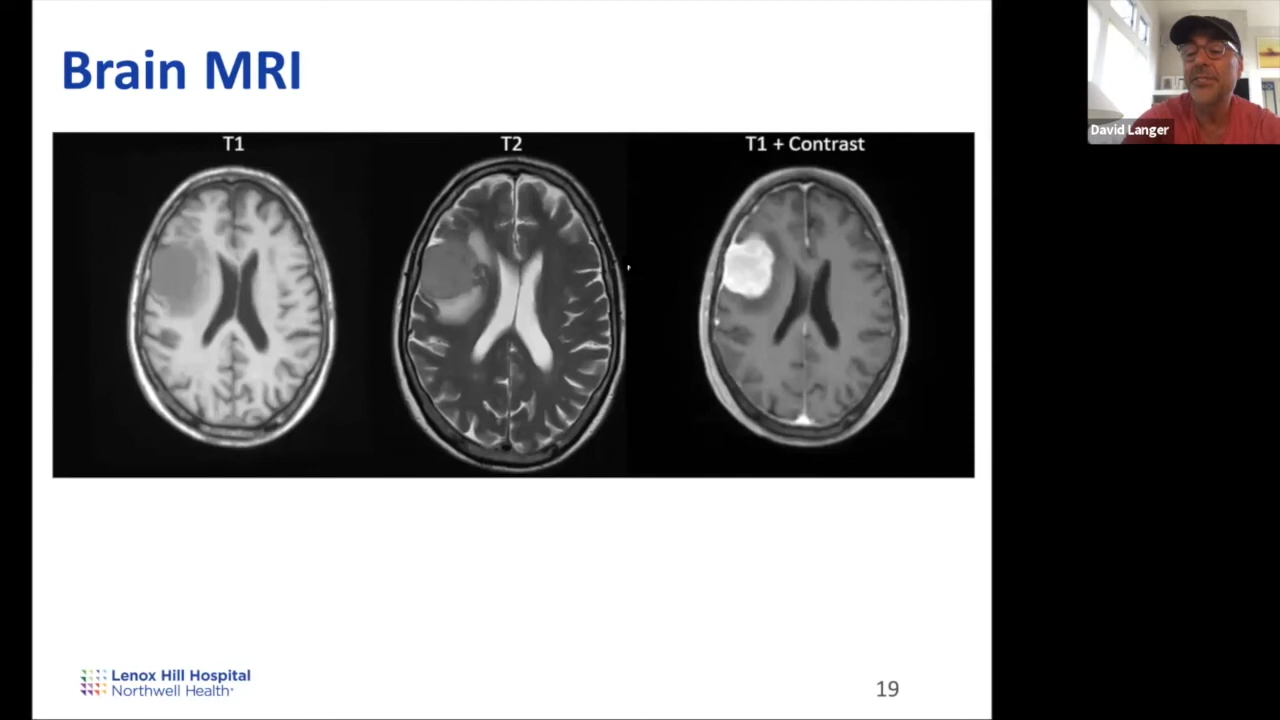 Brain MRI
T1
T2
T1 + Contrast
David Langer
Lenox Hill Hospital
Northwell Health
19